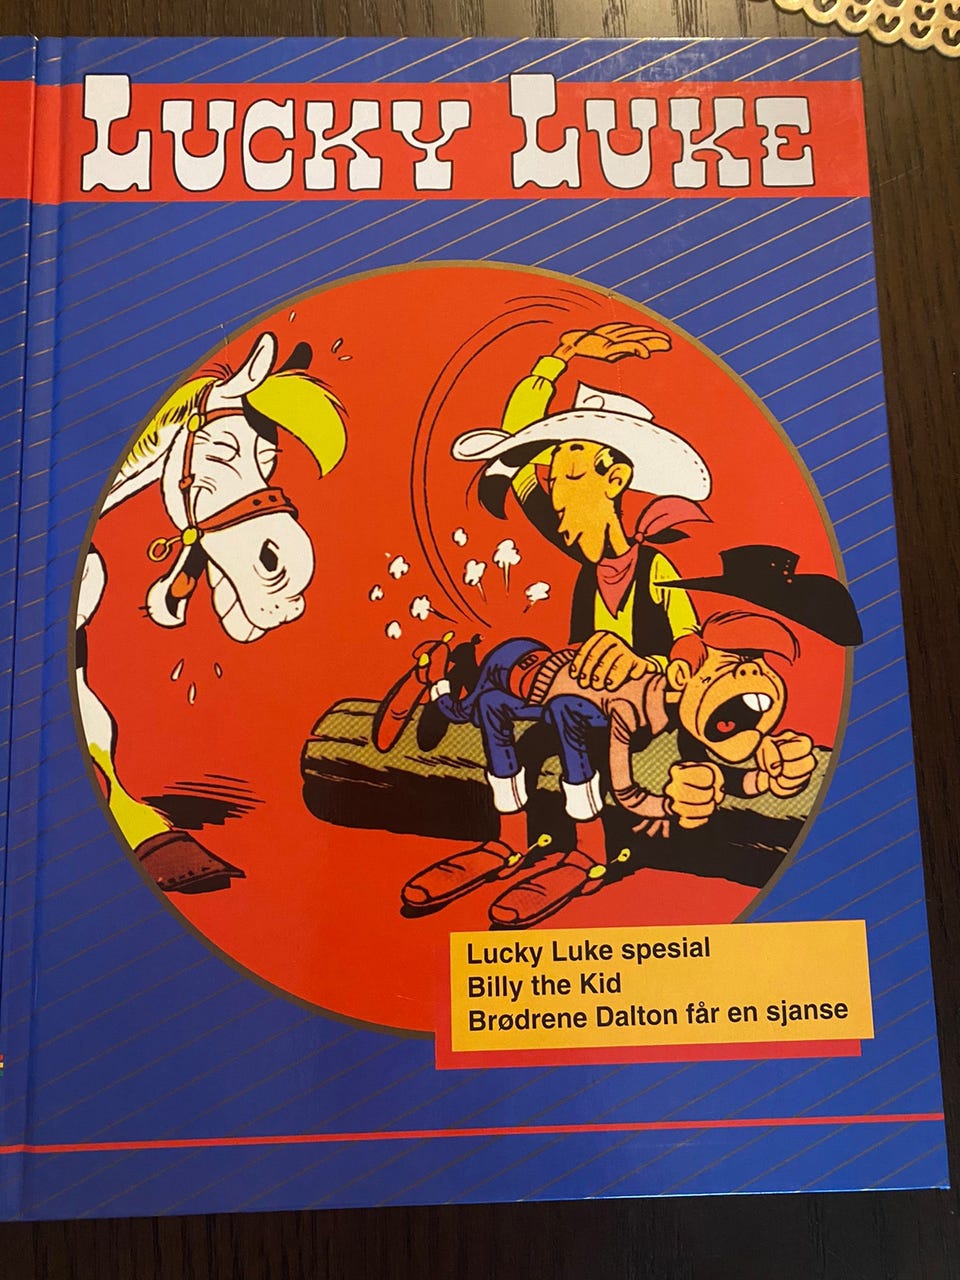 LUCKY LUKE
Lucky Luke spesial
Billy the Kid
Brødrene Dalton får en sjanse